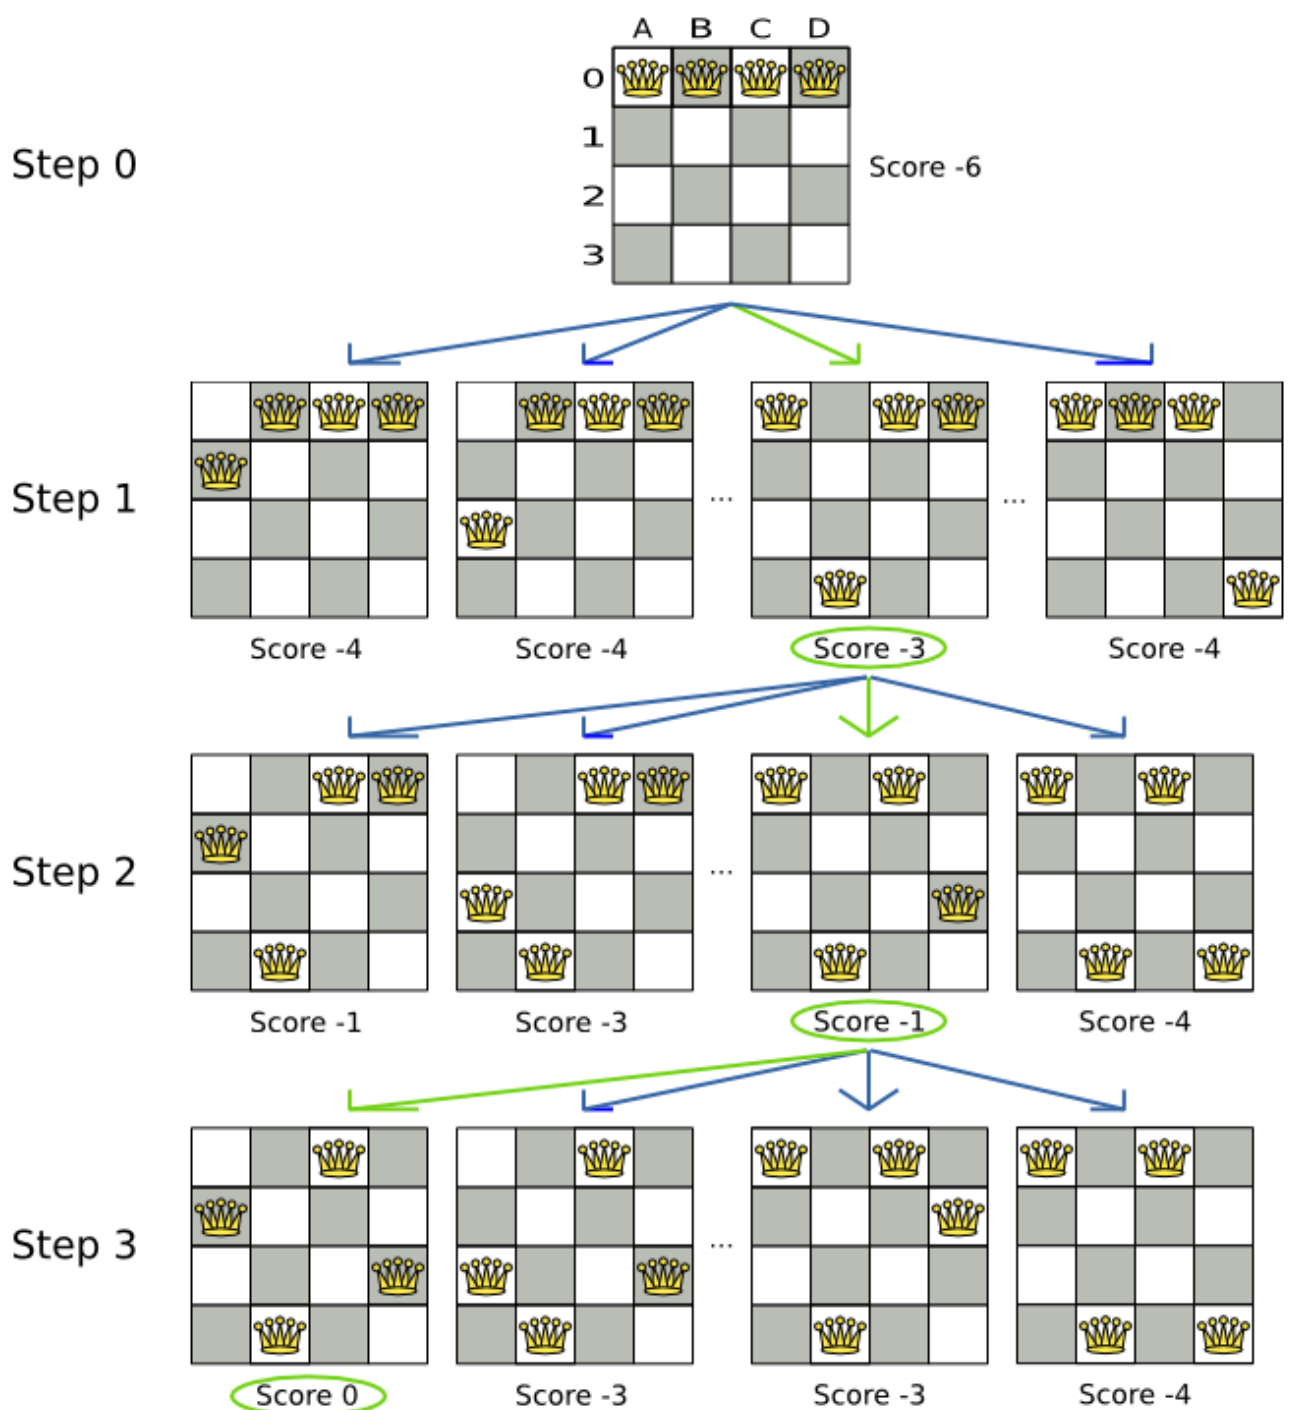 A B C D
0
1
Step 0
Score -6
2
3
Step 1
... ...
Score -4 Score -4 Score -3 Score -4
Step 2
...
Score -1 Score -3 Score -1 Score -4
Step 3
...
Score 0 Score -3 Score -3 Score -4